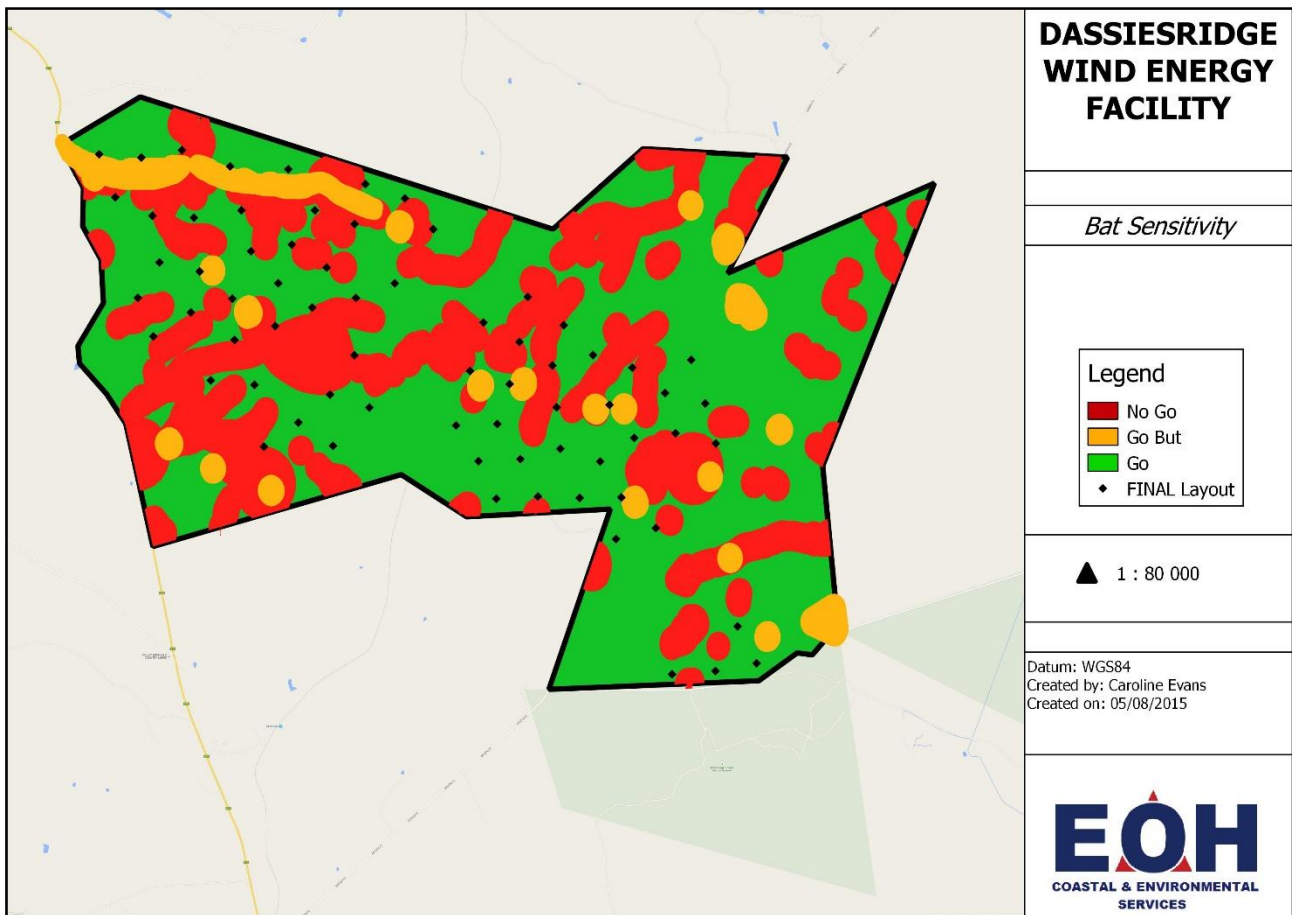 DASSIESRIDGE
WIND ENERGY
FACILITY
Bat Sensitivity
Legend
No Go
Go But
Go
FINAL Layout
1 : 80 000
Datum: WGS84
Created by: Caroline Evans
Created on: 05/08/2015
EOH
COASTAL & ENVIRONMENTAL
SERVICES